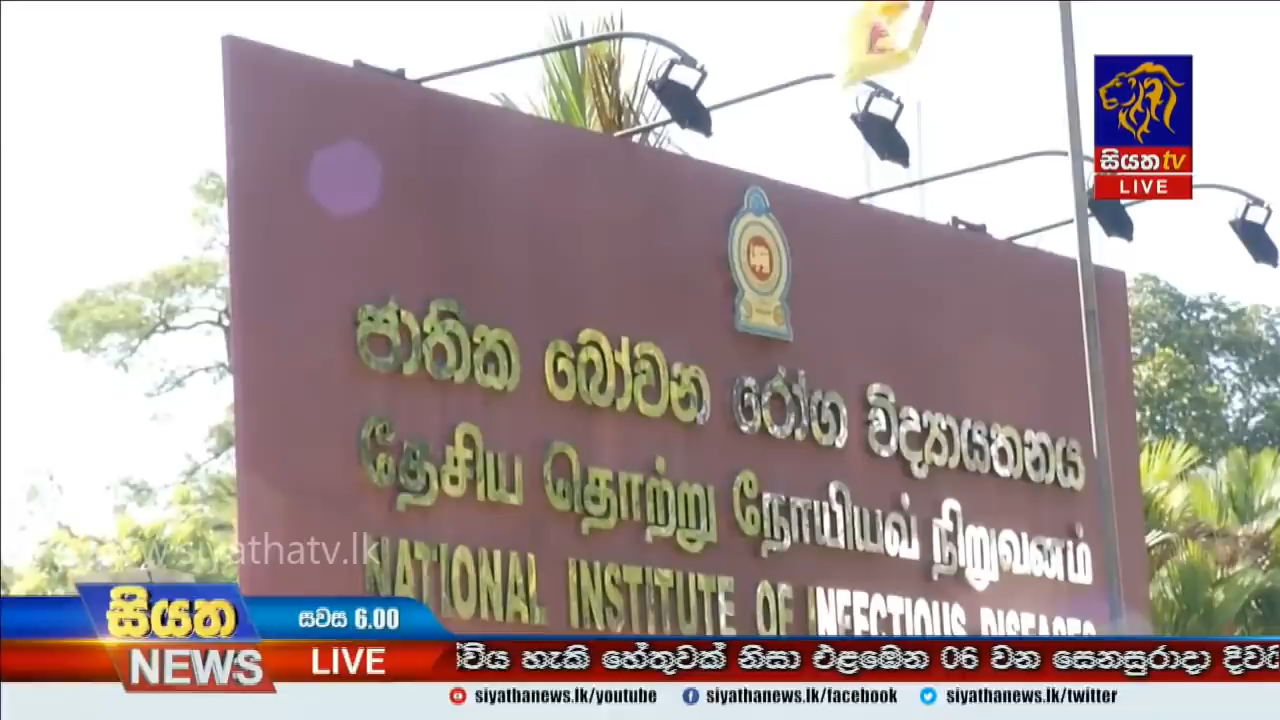 සියත tv
LIVE
ජාතික බෝවන රෝග විද්‍යායතනය
தேசிய தொற்று நோயியல் நிறுவனம்
NATIONAL INSTITUTE OF INFECTIOUS DISEASES
siyathatv.lk
සියත
NEWS
සවස 6.00
LIVE
හැකි හේතුවක් නිසා එළඹෙන 06 වන සෙනසුරාදා
siyathanews.lk/youtube
siyathanews.lk/facebook
siyathanews.lk/twitter